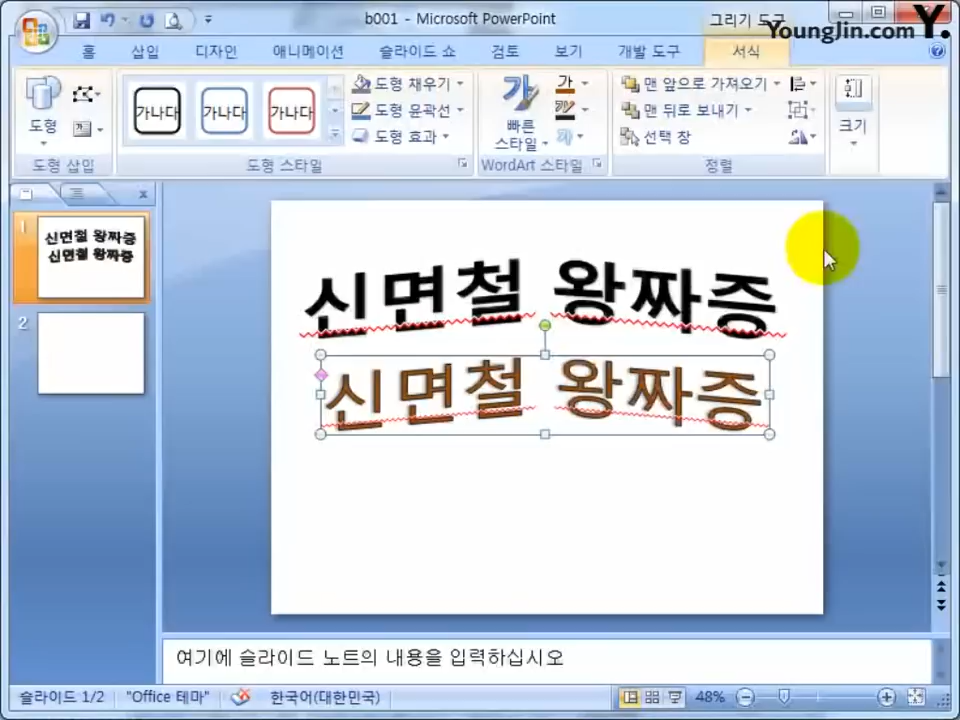 b001 - Microsoft PowerPoint
그리기 도구
YoungJin.com Y.
홈 삽입 디자인 애니메이션 슬라이드 쇼 검토 보기 개발 도구 서식
도형
가나다 가나다 가나다
도형 채우기
도형 윤곽선
도형 효과
빠른
스타일
가
맨 앞으로 가져오기
맨 뒤로 보내기
선택 창
크기
도형 삽입 도형 스타일 WordArt 스타일 정렬
1
신면철 왕짜증
신면철 왕짜증
2
신면철 왕짜증
신면철 왕짜증
여기에 슬라이드 노트의 내용을 입력하십시오
슬라이드 1/2 "Office 테마" 한국어(대한민국) 48%